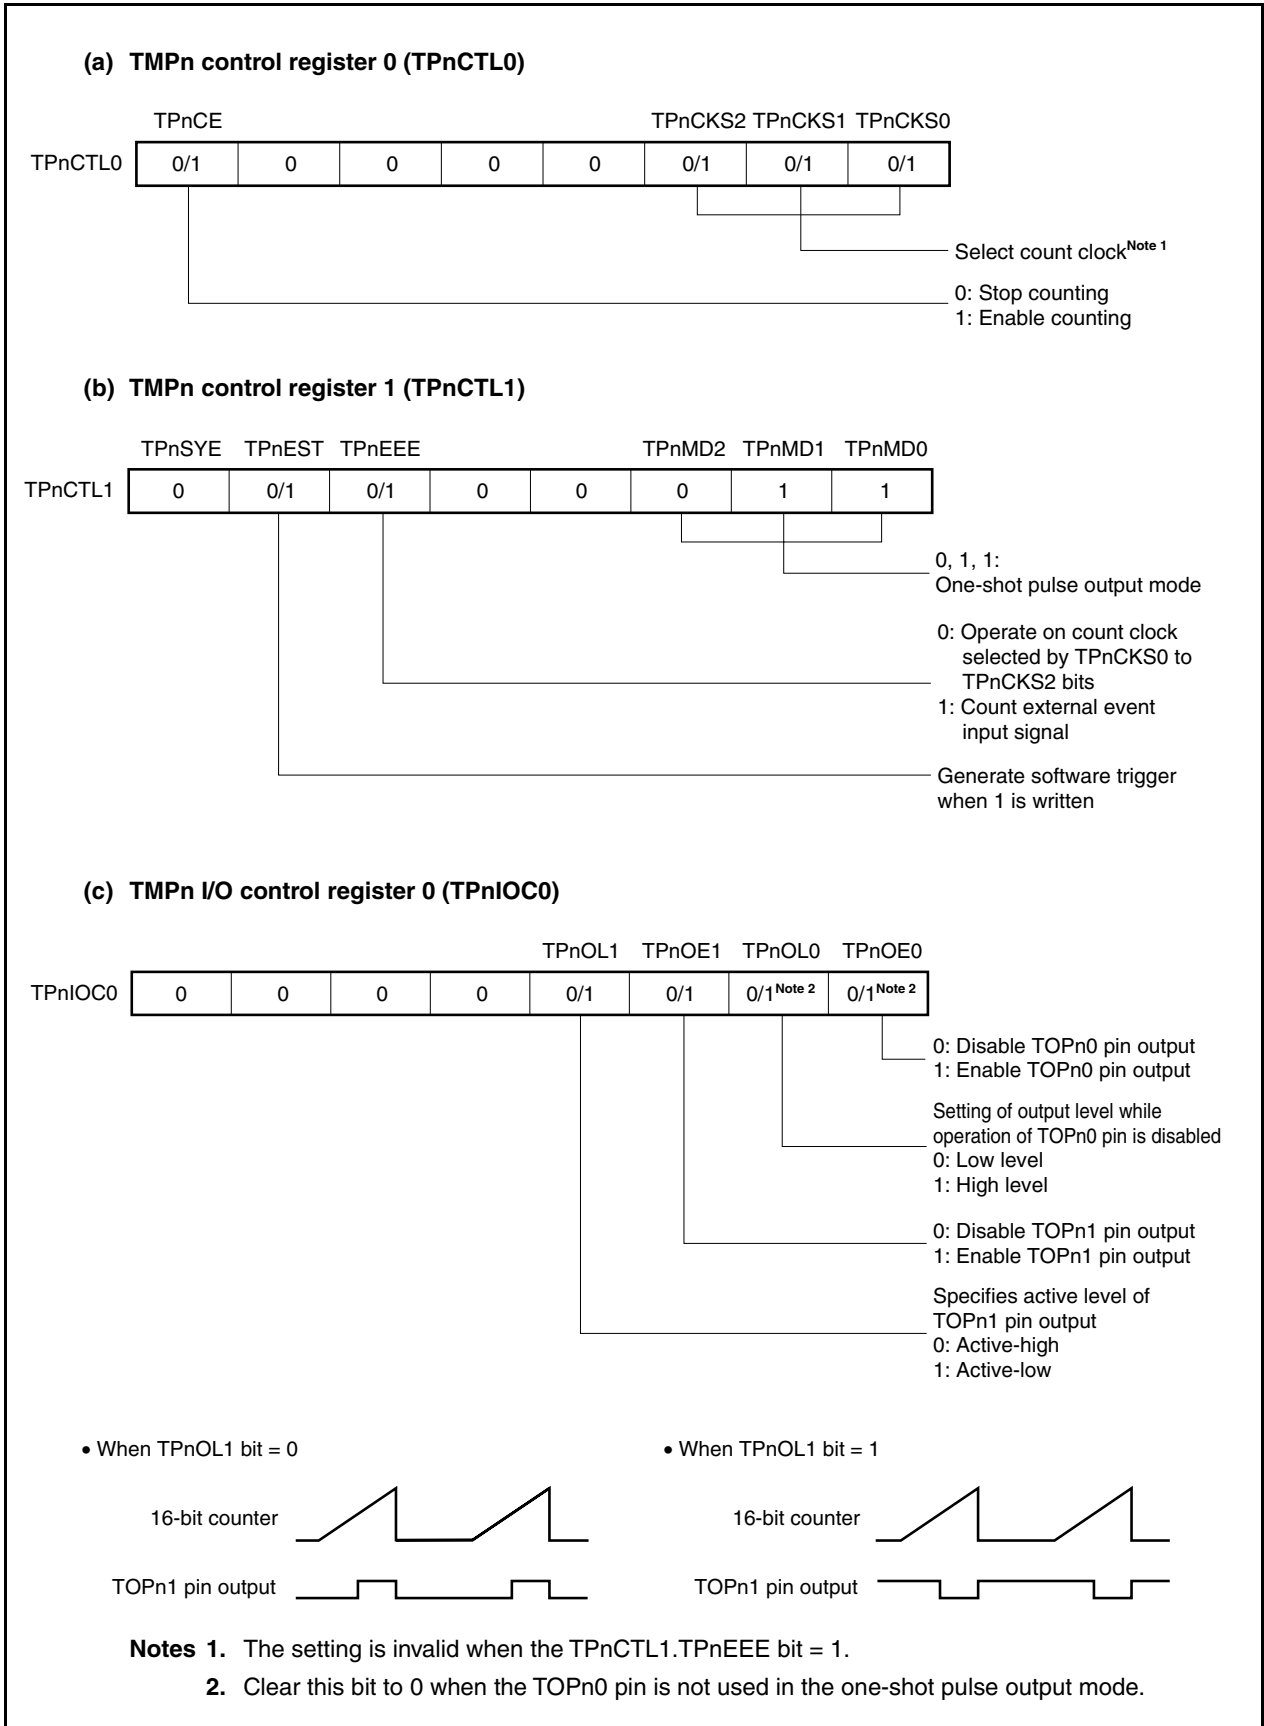 (a) TMPn control register 0 (TPnCTL0)
TPnCE TPnCKS2 TPnCKS1 TPnCKS0
TPnCTL0 0/1 0 0 0 0 0/1 0/1 0/1
Select count clockNote 1
0: Stop counting
1: Enable counting
(b) TMPn control register 1 (TPnCTL1)
TPnSYE TPnEST TPnEEE TPnMD2 TPnMD1 TPnMD0
TPnCTL1 0 0/1 0/1 0 0 0 1 1
0, 1, 1:
One-shot pulse output mode
0: Operate on count clock
selected by TPnCKS0 to
TPnCKS2 bits
1: Count external event
input signal
Generate software trigger
when 1 is written
(c) TMPn I/O control register 0 (TPnIOC0)
TPnOL1 TPnOE1 TPnOL0 TPnOE0
TPnIOC0 0 0 0 0 0/1 0/1 0/1Note 2 0/1Note 2
0: Disable TOPn0 pin output
1: Enable TOPn0 pin output
Setting of output level while
operation of TOPn0 pin is disabled
0: Low level
1: High level
0: Disable TOPn1 pin output
1: Enable TOPn1 pin output
Specifies active level of
TOPn1 pin output
0: Active-high
1: Active-low
• When TPnOL1 bit = 0
16-bit counter
TOPn1 pin output
• When TPnOL1 bit = 1
16-bit counter
TOPn1 pin output
Notes 1. The setting is invalid when the TPnCTL1.TPnEEE bit = 1.
2. Clear this bit to 0 when the TOPn0 pin is not used in the one-shot pulse output mode.